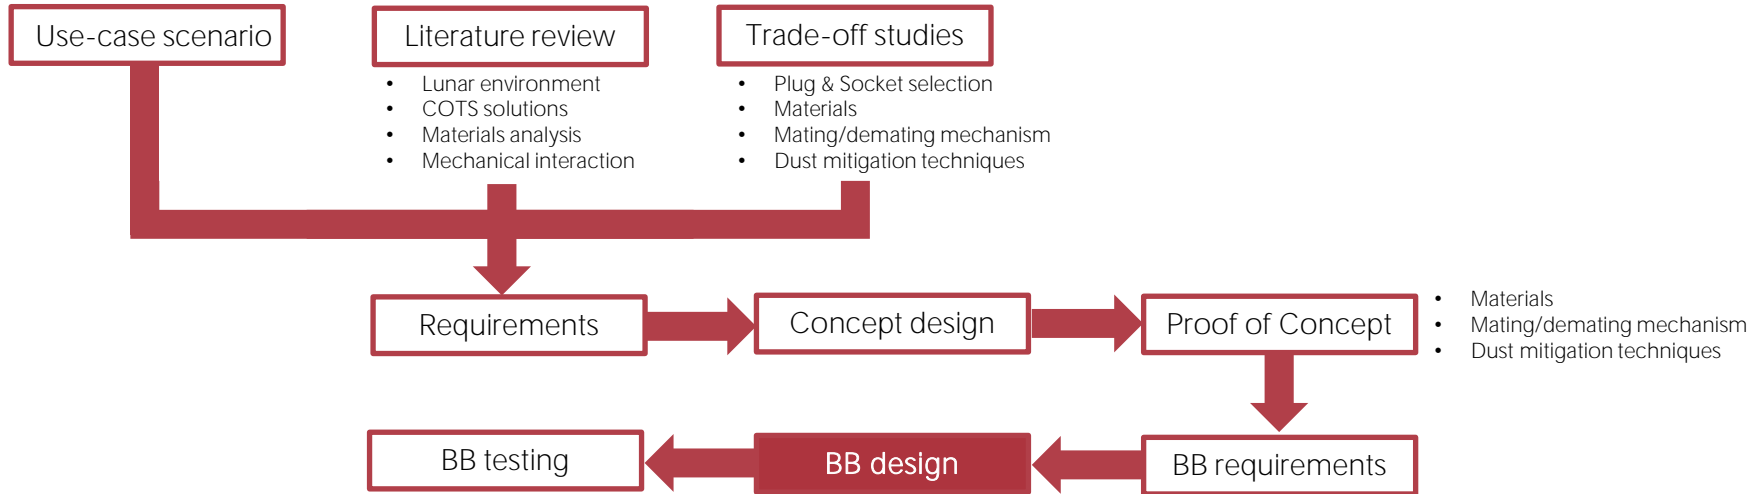 Use-case scenario
Literature review
• Lunar environment
• COTS solutions
• Materials analysis
• Mechanical interaction
Trade-off studies
• Plug & Socket selection
• Materials
• Mating/demating mechanism
• Dust mitigation techniques
Requirements
Concept design
Proof of Concept
• Materials
• Mating/demating mechanism
• Dust mitigation techniques
BB testing
BB design
BB requirements